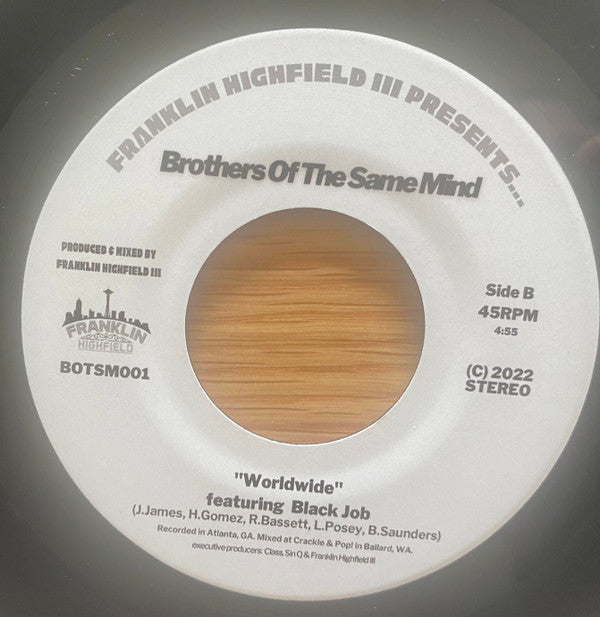 FRANKLIN HIGHFIELD III PRESENTS...
Brothers Of The Same Mind
PRODUCED & MIXED BY
FRANKLIN HIGHFIELD III
FRANKLIN
HIGHFIELD
BOTSM001
Side B
45RPM
4:55
(C) 2022
STEREO
"Worldwide"
featuring Black Job
(J.James, H.Gomez, R.Bassett, L.Posey, B.Saunders)
Recorded in Atlanta, GA. Mixed at Crackle & Pop! in Ballard, WA.
executive producers: Class, Sin Q & Franklin Highfield III